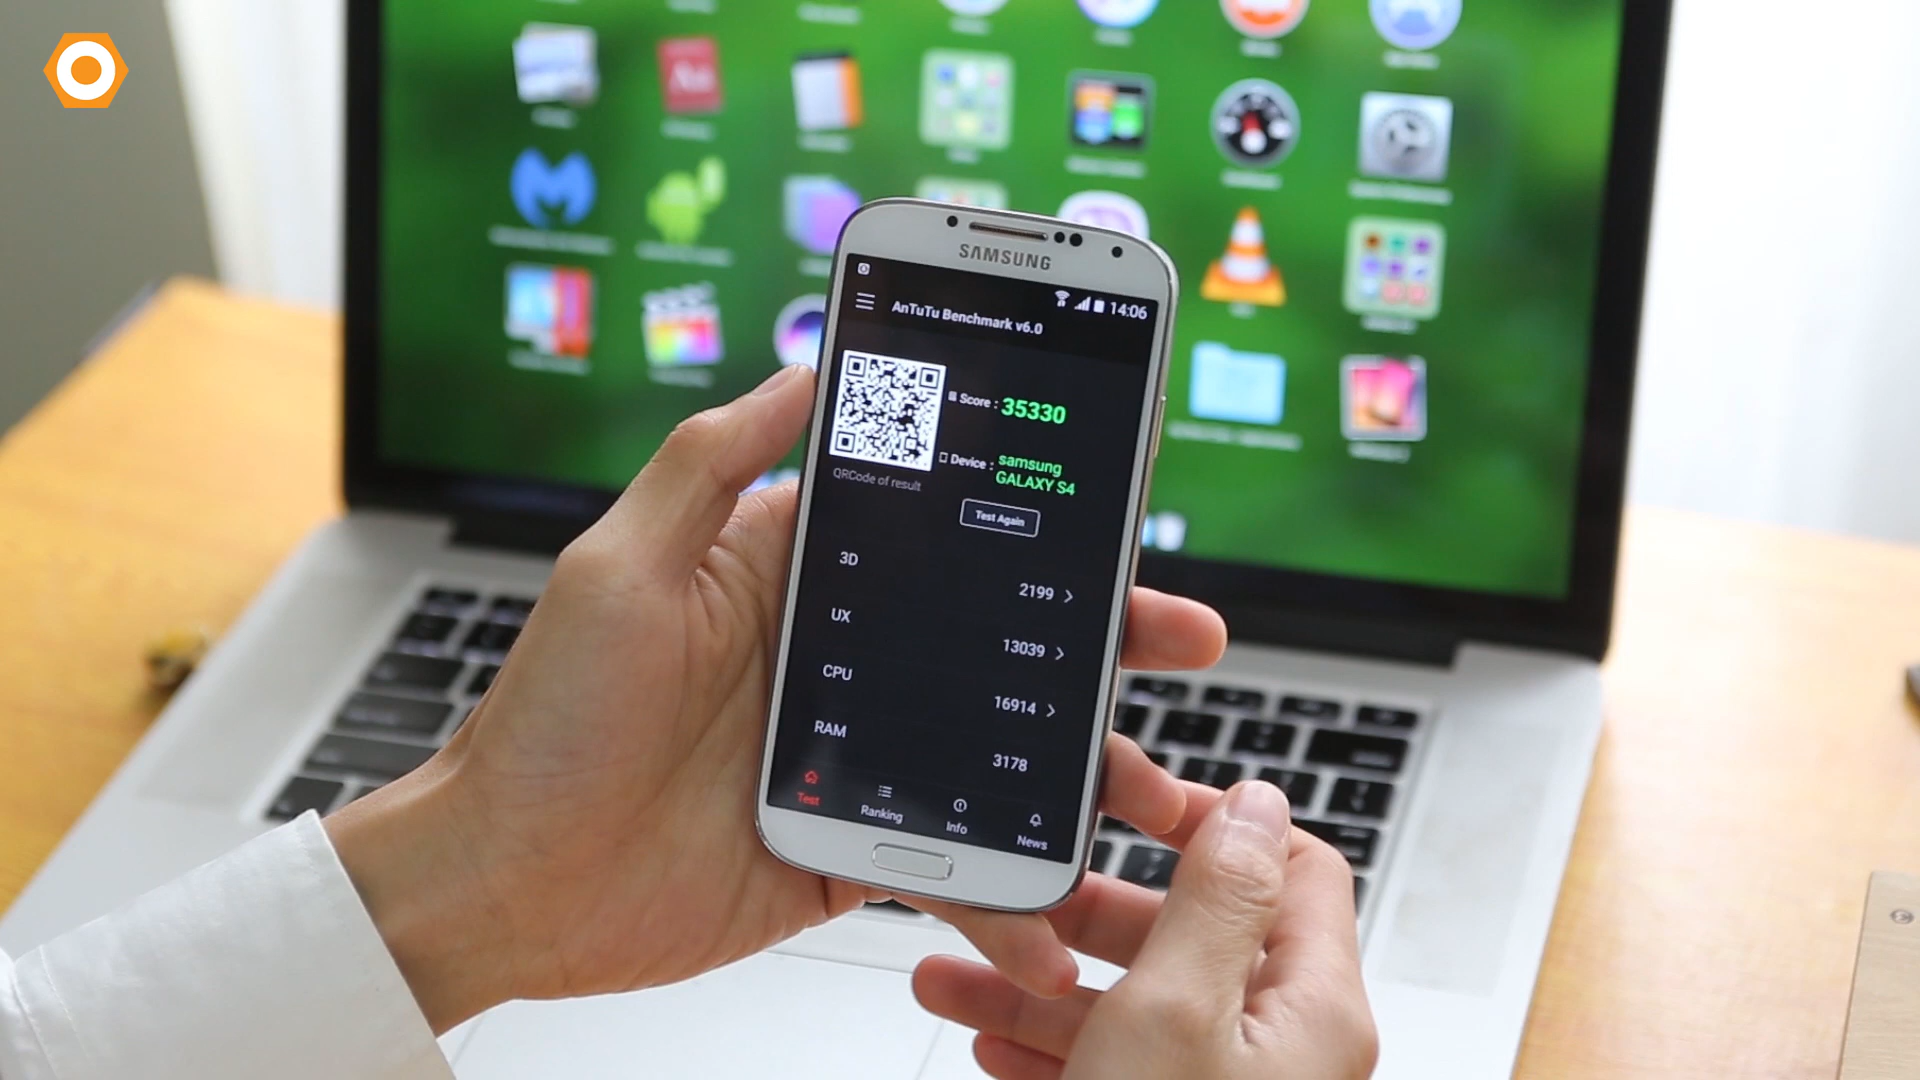 SAMSUNG
14:06
AnTuTu Benchmark v6.0
Score : 35330
Device : samsung
GALAXY S4
QRCode of result
Test Again
3D
2199
UX
13039
CPU
16914
RAM
3178
Test
Ranking
Info
News